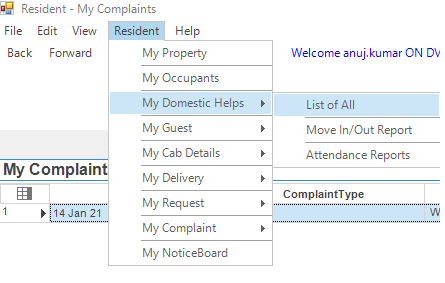 Resident - My Complaints
File Edit View Resident Help
Back Forward Welcome anuj.kumar ON DV
My Property
My Occupants
My Domestic Helps
My Guest
My Cab Details
My Delivery
My Request
My Complaint
My NoticeBoard
List of All
Move In/Out Report
Attendance Reports
My Complaint
ComplaintType
1 14 Jan 21 W